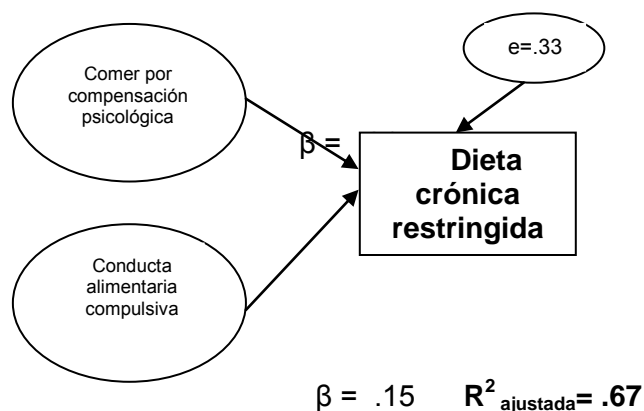 e=.33
Comer por
compensación
psicológica
β =
Dieta
crónica
restringida
Conducta
alimentaria
compulsiva
β = .15 R² ajustada= .67